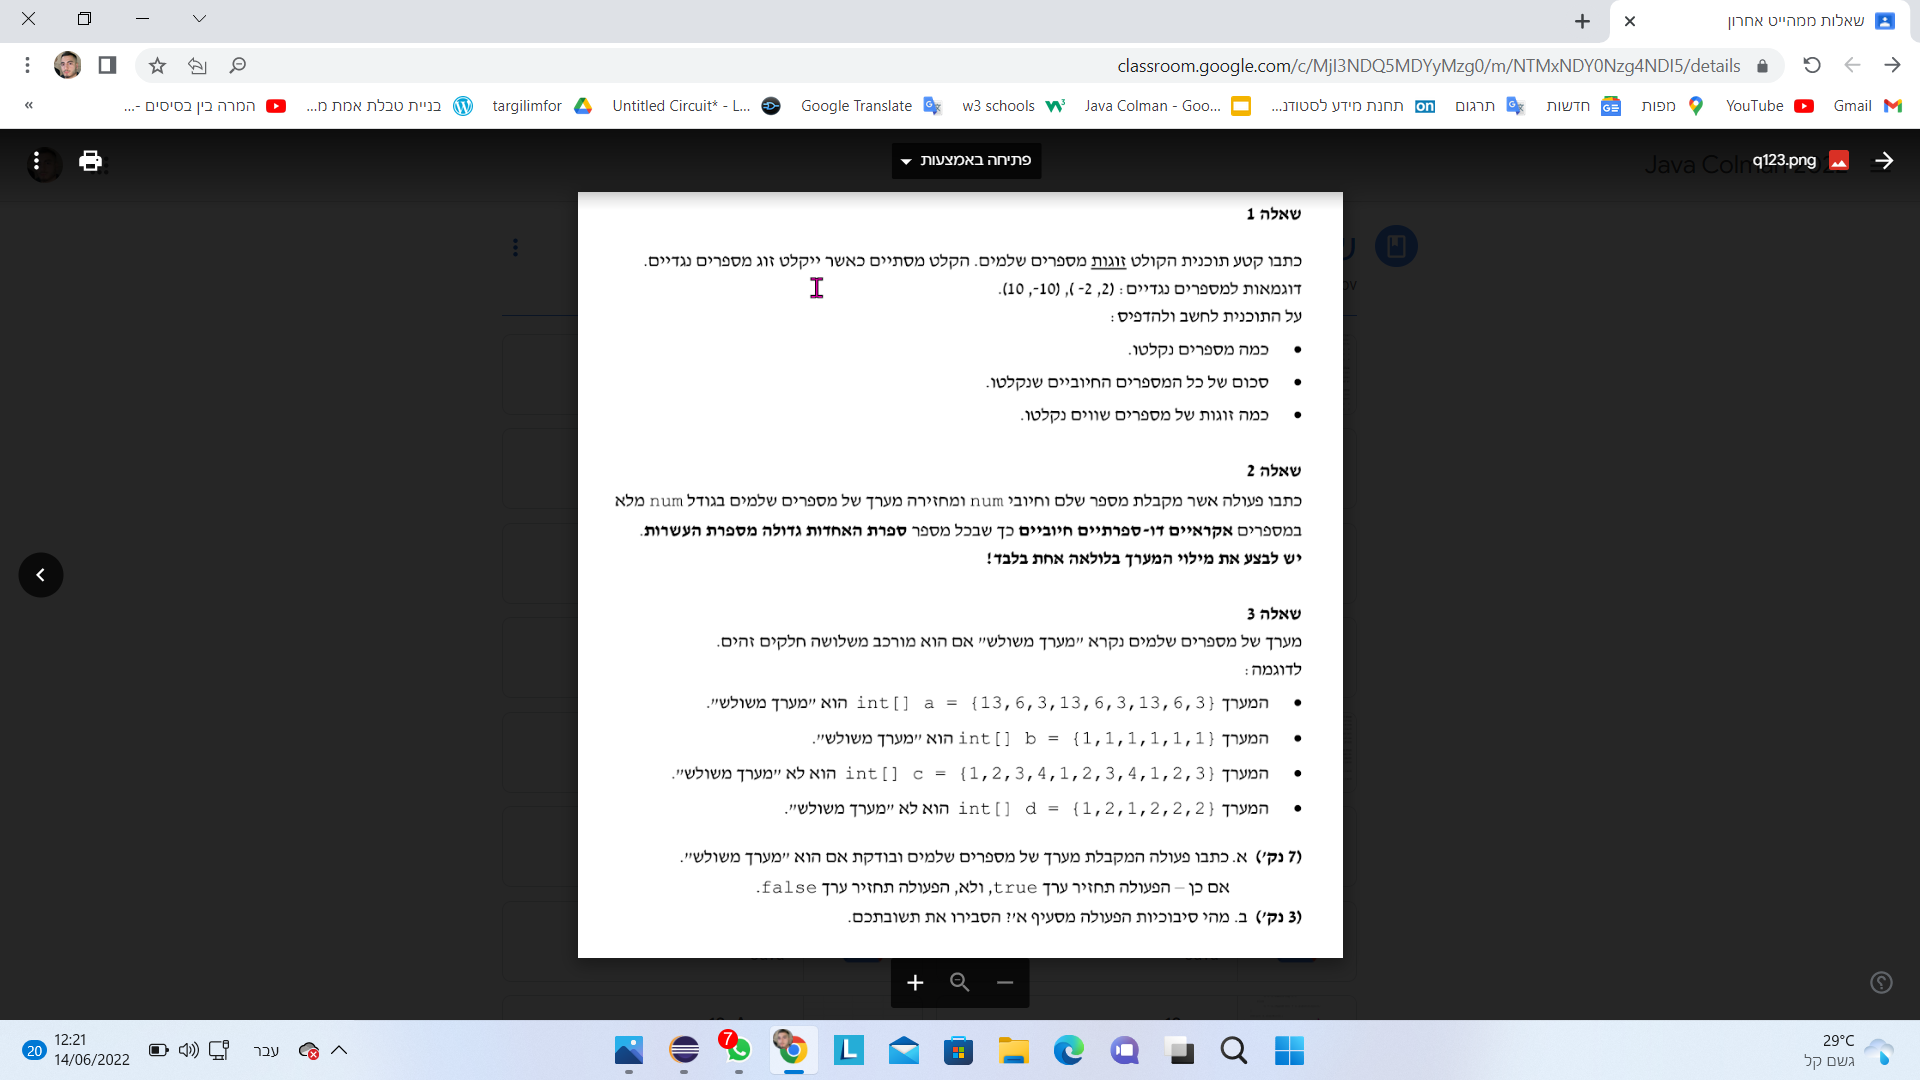 שאלות ממהייט אחרון
classroom.google.com/c/MjI3NDQ5MDYyMzg0/m/NTMxNDY0Nzg4NDI5/details
Gmail
YouTube
מפות
חדשות
תרגום
תחנת מידע לסטודנ...
Java Colman - Goo...
w3 schools
Google Translate
Untitled Circuit* - L...
targilimfor
בניית טבלת אמת מ...
המרה בין בסיסים -...
»
q123.png
פתיחה באמצעות
שאלה 1
כתבו קטע תוכנית הקולט זוגות מספרים שלמים. הקלט מסתיים כאשר ייקלט זוג מספרים נגדיים.
דוגמאות למספרים נגדיים: (2, 2- ), (10-, 10).
על התוכנית לחשב ולהדפיס:
• כמה מספרים נקלטו.
• סכום של כל המספרים החיוביים שנקלטו.
• כמה זוגות של מספרים שווים נקלטו.
שאלה 2
כתבו פעולה אשר מקבלת מספר שלם וחיובי num ומחזירה מערך של מספרים שלמים בגודל num מלא
במספרים אקראיים דו-ספרתיים חיוביים כך שבכל מספר ספרת האחדות גדולה מספרת העשרות.
יש לבצע את מילוי המערך בלולאה אחת בלבד!
שאלה 3
מערך של מספרים שלמים נקרא "מערך משולש" אם הוא מורכב משלושה חלקים זהים.
לדוגמה:
• המערך int[] a = {13,6,3,13,6,3,13,6,3} הוא "מערך משולש".
• המערך int[] b = {1,1,1,1,1,1} הוא "מערך משולש".
• המערך int[] c = {1,2,3,4,1,2,3,4,1,2,3} הוא לא "מערך משולש".
• המערך int[] d = {1,2,1,2,2,2} הוא לא "מערך משולש".
(7 נק') א. כתבו פעולה המקבלת מערך של מספרים שלמים ובודקת אם הוא "מערך משולש".
אם כן – הפעולה תחזיר ערך true, ולא, הפעולה תחזיר ערך false.
(3 נק') ב. מהי סיבוכיות הפעולה מסעיף א'? הסבירו את תשובתכם.
29°C
גשם קל
7
עבר
12:21
14/06/2022
20